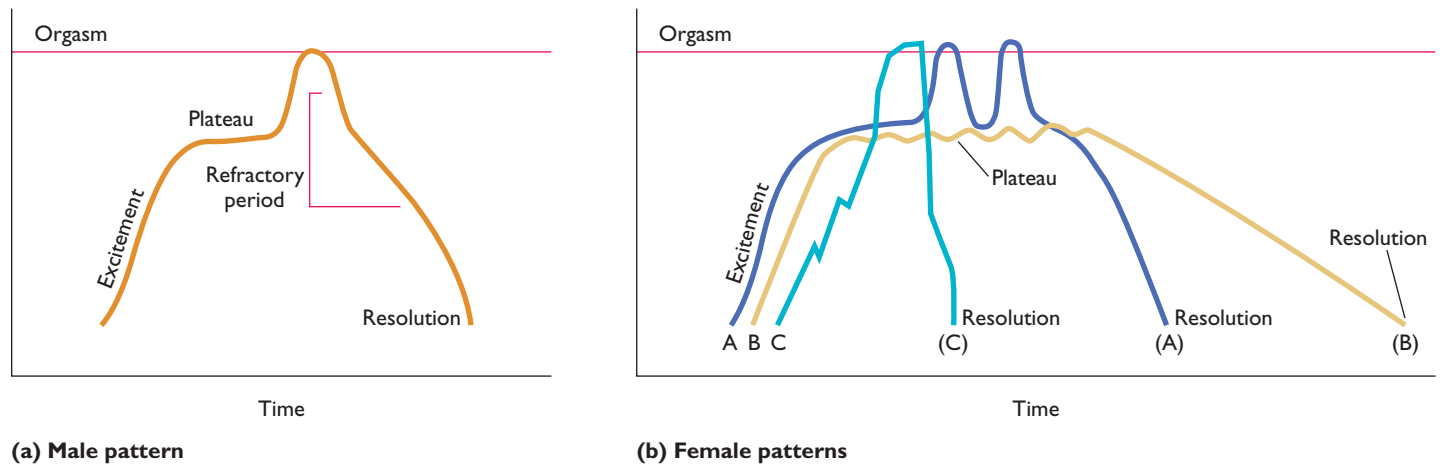 Orgasm
Plateau
Refractory
period
Excitement
Resolution
Time
(a) Male pattern
Orgasm
Plateau
Excitement
Resolution
Resolution
Resolution
A B C
(C)
(A)
(B)
Time
(b) Female patterns